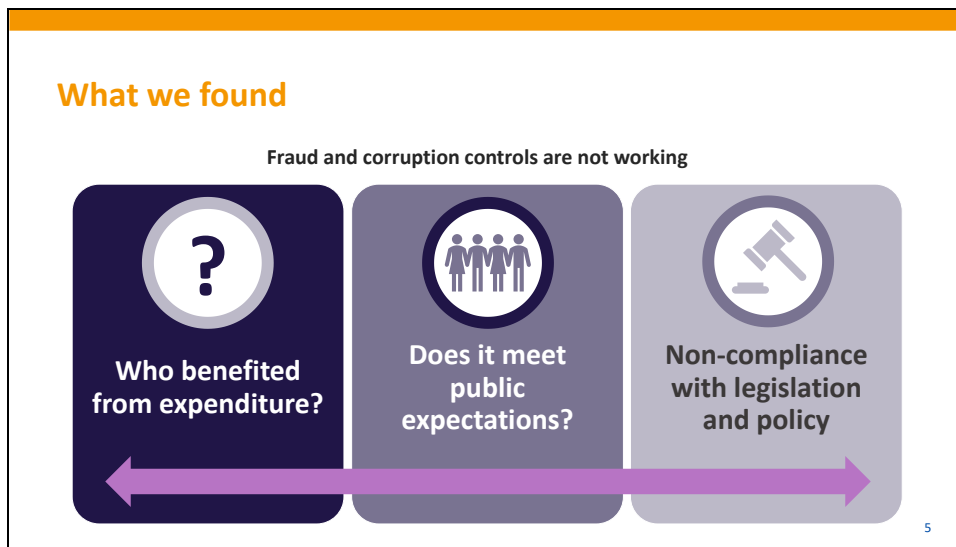 What we found
Fraud and corruption controls are not working
?
Who benefited
from expenditure?
Does it meet
public
expectations?
Non-compliance
with legislation
and policy
5